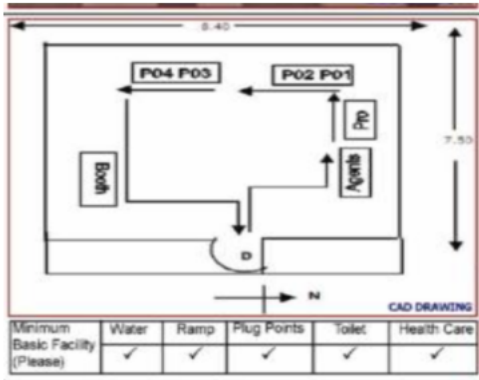 8.40
P04 P03
P02 P01
Pro
7.50
Booth
Agents
D
N
CAD DRAWING
Minimum Basic Facility (Please)
Water
Ramp
Plug Points
Toilet
Health Care
✓ ✓ ✓ ✓ ✓